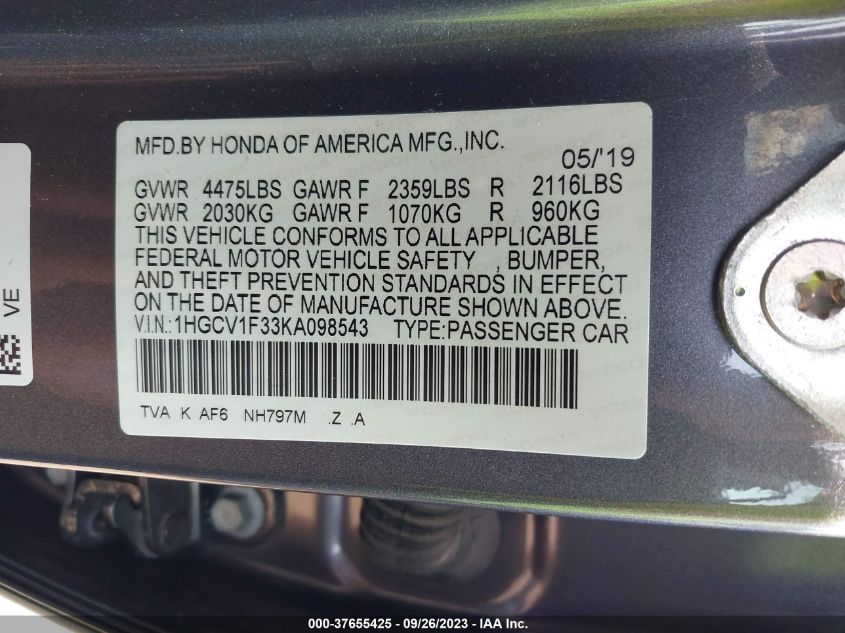 MFD.BY HONDA OF AMERICA MFG.,INC.
05/'19
GVWR 4475LBS GAWR F 2359LBS R 2116LBS
GVWR 2030KG GAWR F 1070KG R 960KG
THIS VEHICLE CONFORMS TO ALL APPLICABLE
FEDERAL MOTOR VEHICLE SAFETY , BUMPER,
AND THEFT PREVENTION STANDARDS IN EFFECT
ON THE DATE OF MANUFACTURE SHOWN ABOVE.
V.I.N.:1HGCV1F33KA098543 TYPE:PASSENGER CAR
TVA K AF6 NH797M .Z .A
VE
000-37655425 - 09/26/2023 - IAA Inc.